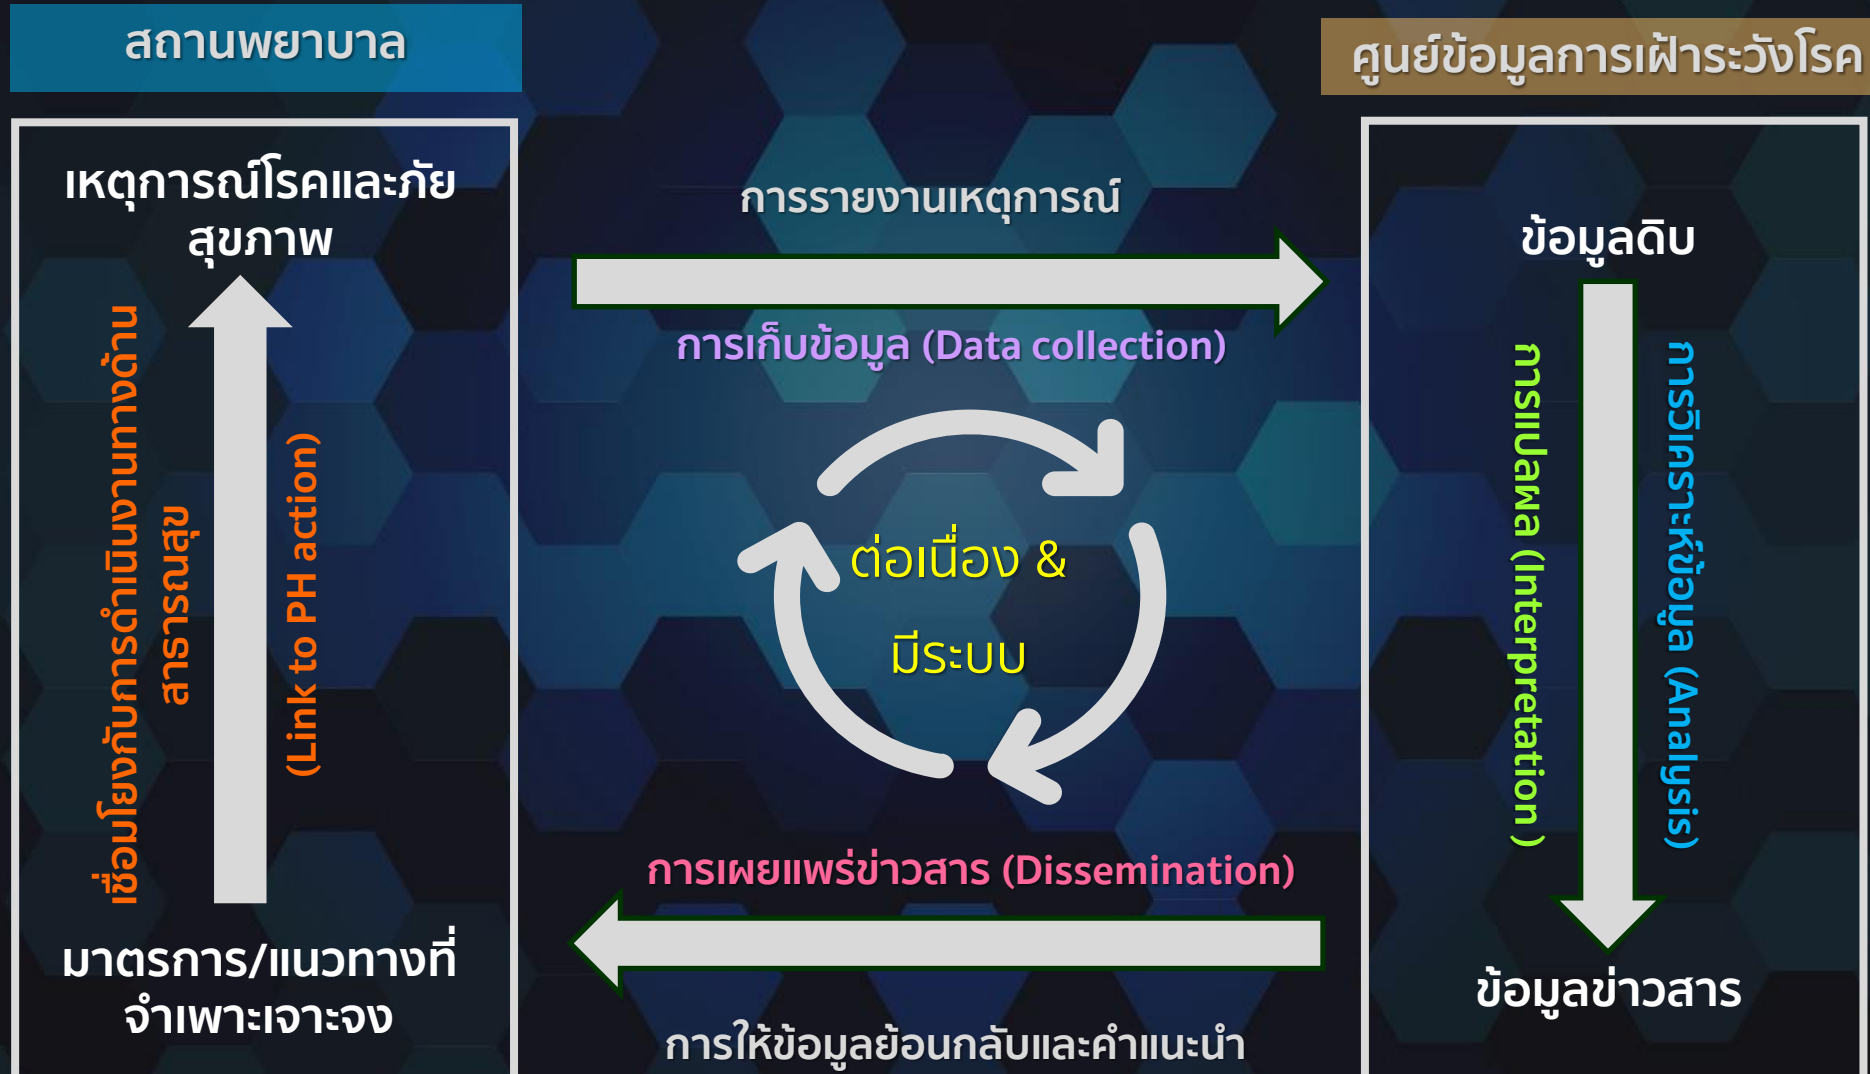 สถานพยาบาล
ศูนย์ข้อมูลการเฝ้าระวังโรค
เหตุการณ์โรคและภัย
สุขภาพ
การรายงานเหตุการณ์
การเก็บข้อมูล (Data collection)
ข้อมูลดิบ
เชื่อมโยงกับการดำเนินงานทางด้าน
สาธารณสุข
(Link to PH action)
ต่อเนื่อง &
มีระบบ
การแปลผล (Interpretation )
การวิเคราะห์ข้อมูล (Analysis)
การเผยแพร่ข่าวสาร (Dissemination)
มาตรการ/แนวทางที่
จำเพาะเจาะจง
ข้อมูลข่าวสาร
การให้ข้อมูลย้อนกลับและคำแนะนำ